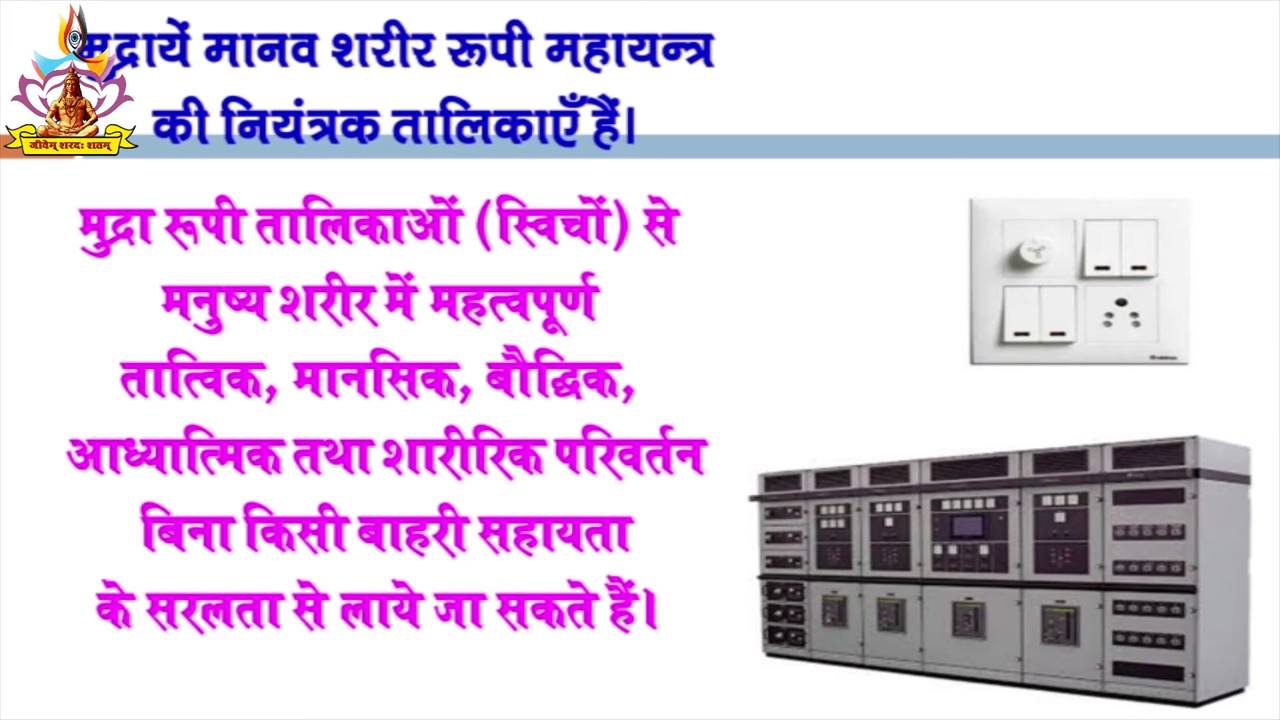 मुद्रायें मानव शरीर रूपी महायन्त्र
की नियंत्रक तालिकाएँ हैं।
जीवेम् शरदः शतम्
मुद्रा रूपी तालिकाओं (स्विचों) से
मनुष्य शरीर में महत्वपूर्ण
तात्विक, मानसिक, बौद्धिक,
आध्यात्मिक तथा शारीरिक परिवर्तन
बिना किसी बाहरी सहायता
के सरलता से लाये जा सकते हैं।